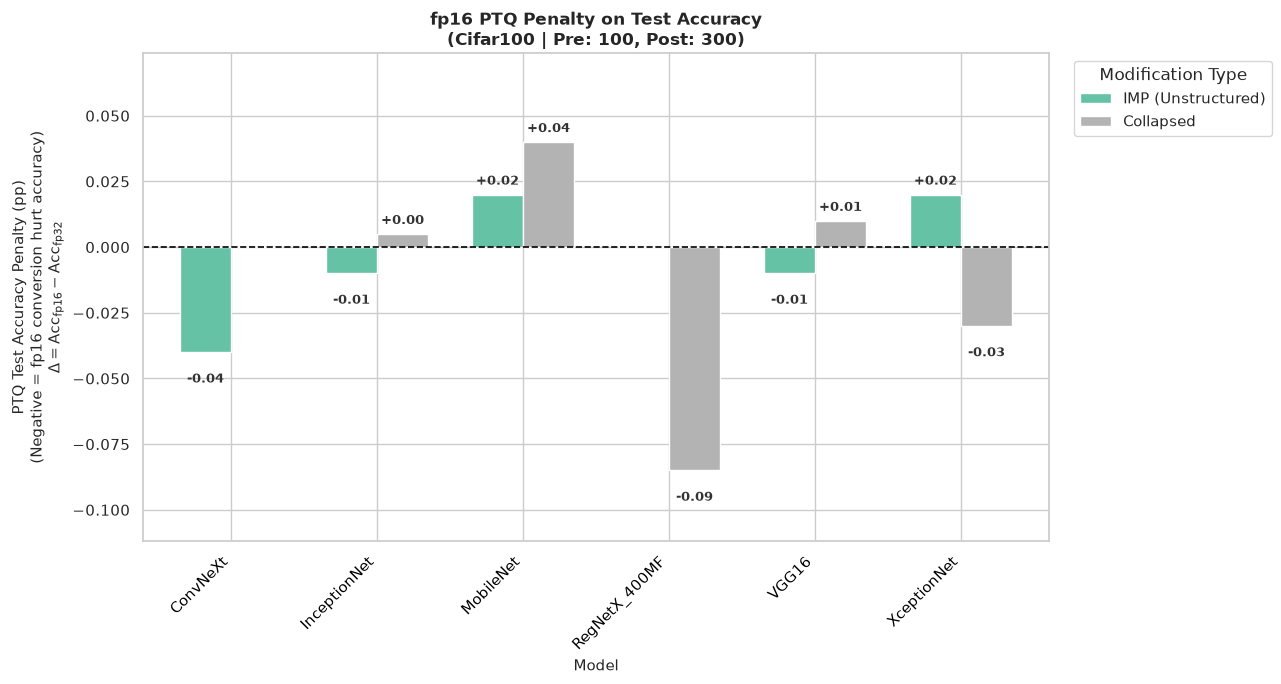 fp16 PTQ Penalty on Test Accuracy
(Cifar100 | Pre: 100, Post: 300)
PTQ Test Accuracy Penalty (pp)
(Negative = fp16 conversion hurt accuracy)
Δ = Acc_fp16 − Acc_fp32
0.050
0.025
0.000
−0.025
−0.050
−0.075
−0.100
-0.04
-0.01
+0.00
+0.02
+0.04
-0.09
-0.01
+0.01
+0.02
-0.03
ConvNeXt
InceptionNet
MobileNet
RegNetX_400MF
VGG16
XceptionNet
Model
Modification Type
IMP (Unstructured)
Collapsed